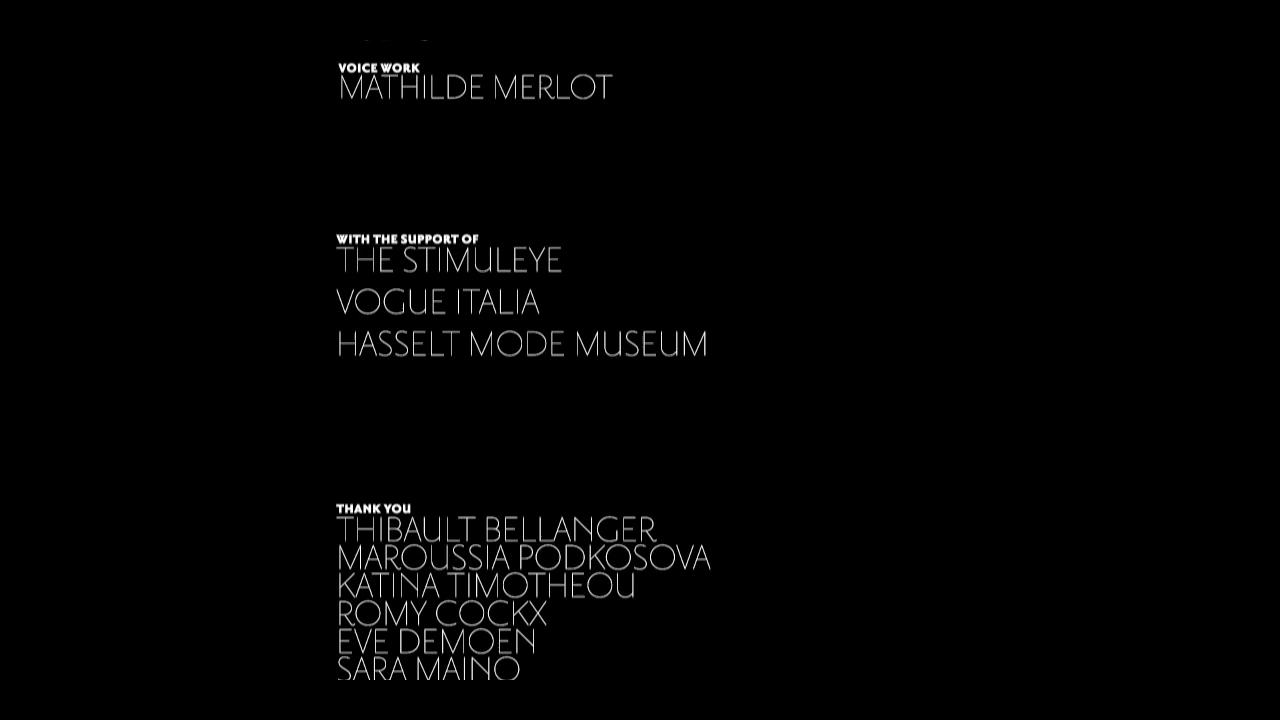 VOICE WORK
MATHILDE MERLOT
WITH THE SUPPORT OF
THE STIMULEYE
VOGUE ITALIA
HASSELT MODE MUSEUM
THANK YOU
THIBAULT BELLANGER
MAROUSSIA PODKOSOVA
KATINA TIMOTHEOU
ROMY COCKX
EVE DEMOEN
SARA MAINO